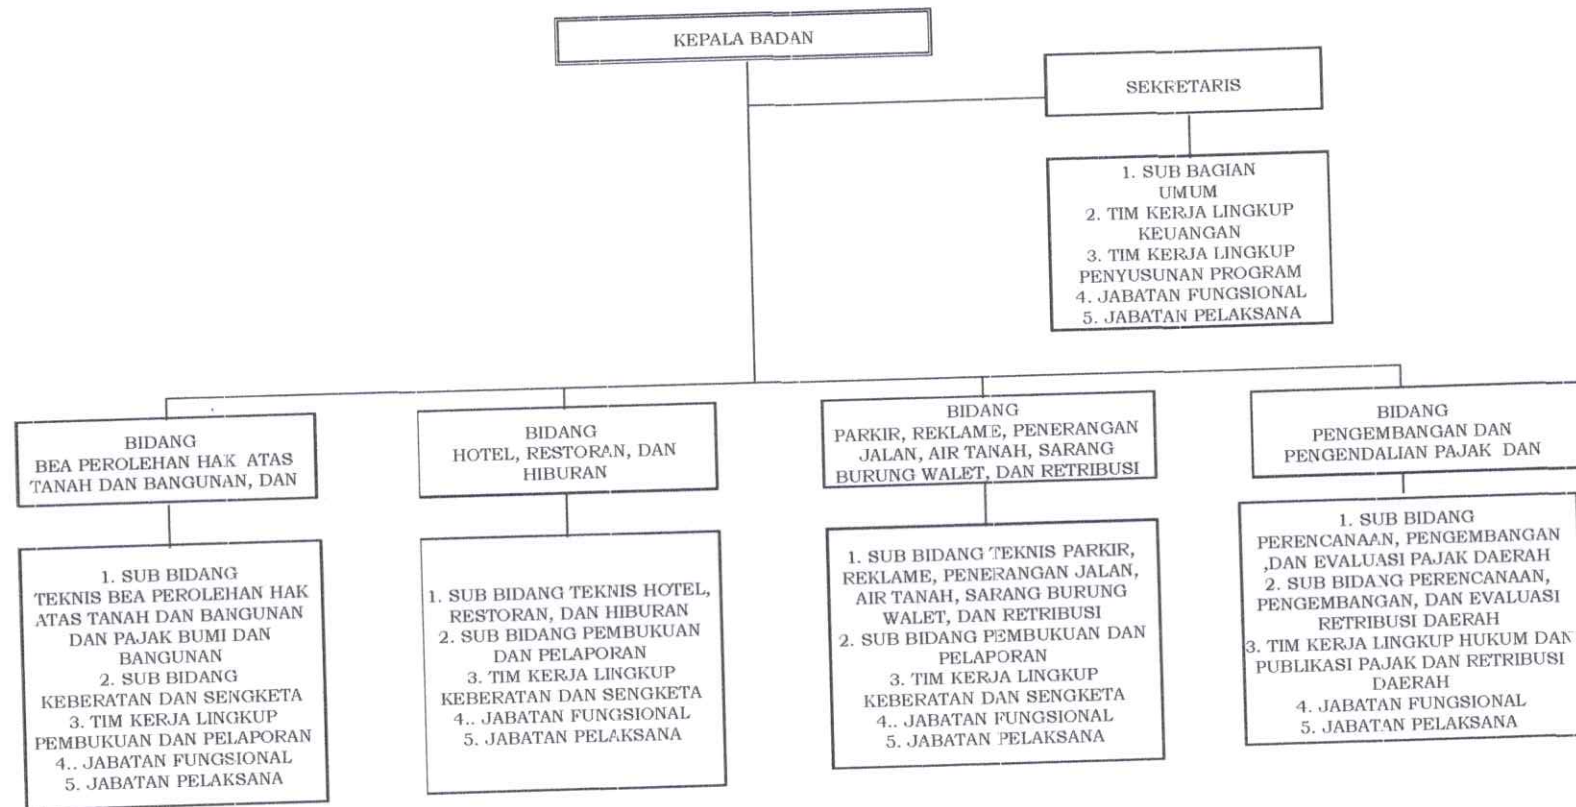 KEPALA BADAN
SEKRETARIS
1. SUB BAGIAN
UMUM
2. TIM KERJA LINGKUP
KEUANGAN
3. TIM KERJA LINGKUP
PENYUSUNAN PROGRAM
4. JABATAN FUNGSIONAL
5. JABATAN PELAKSANA
BIDANG
BEA PEROLEHAN HAK ATAS
TANAH DAN BANGUNAN, DAN
BIDANG
HOTEL, RESTORAN, DAN
HIBURAN
BIDANG
PARKIR, REKLAME, PENERANGAN
JALAN, AIR TANAH, SARANG
BURUNG WALET, DAN RETRIBUSI
BIDANG
PENGEMBANGAN DAN
PENGENDALIAN PAJAK DAN
1. SUB BIDANG
TEKNIS BEA PEROLEHAN HAK
ATAS TANAH DAN BANGUNAN
DAN PAJAK BUMI DAN
BANGUNAN
2. SUB BIDANG
KEBERATAN DAN SENGKETA
3. TIM KERJA LINGKUP
PEMBUKUAN DAN PELAPORAN
4.. JABATAN FUNGSIONAL
5. JABATAN PELAKSANA
1. SUB BIDANG TEKNIS HOTEL,
RESTORAN, DAN HIBURAN
2. SUB BIDANG PEMBUKUAN
DAN PELAPORAN
3. TIM KERJA LINGKUP
KEBERATAN DAN SENGKETA
4.. JABATAN FUNGSIONAL
5. JABATAN PELAKSANA
1. SUB BIDANG TEKNIS PARKIR,
REKLAME, PENERANGAN JALAN,
AIR TANAH, SARANG BURUNG
WALET, DAN RETRIBUSI
2. SUB BIDANG PEMBUKUAN DAN
PELAPORAN
3. TIM KERJA LINGKUP
KEBERATAN DAN SENGKETA
4.. JABATAN FUNGSIONAL
5. JABATAN PELAKSANA
1. SUB BIDANG
PERENCANAAN, PENGEMBANGAN
,DAN EVALUASI PAJAK DAERAH
2. SUB BIDANG PERENCANAAN,
PENGEMBANGAN, DAN EVALUASI
RETRIBUSI DAERAH
3. TIM KERJA LINGKUP HUKUM DAN
PUBLIKASI PAJAK DAN RETRIBUSI
DAERAH
4. JABATAN FUNGSIONAL
5. JABATAN PELAKSANA